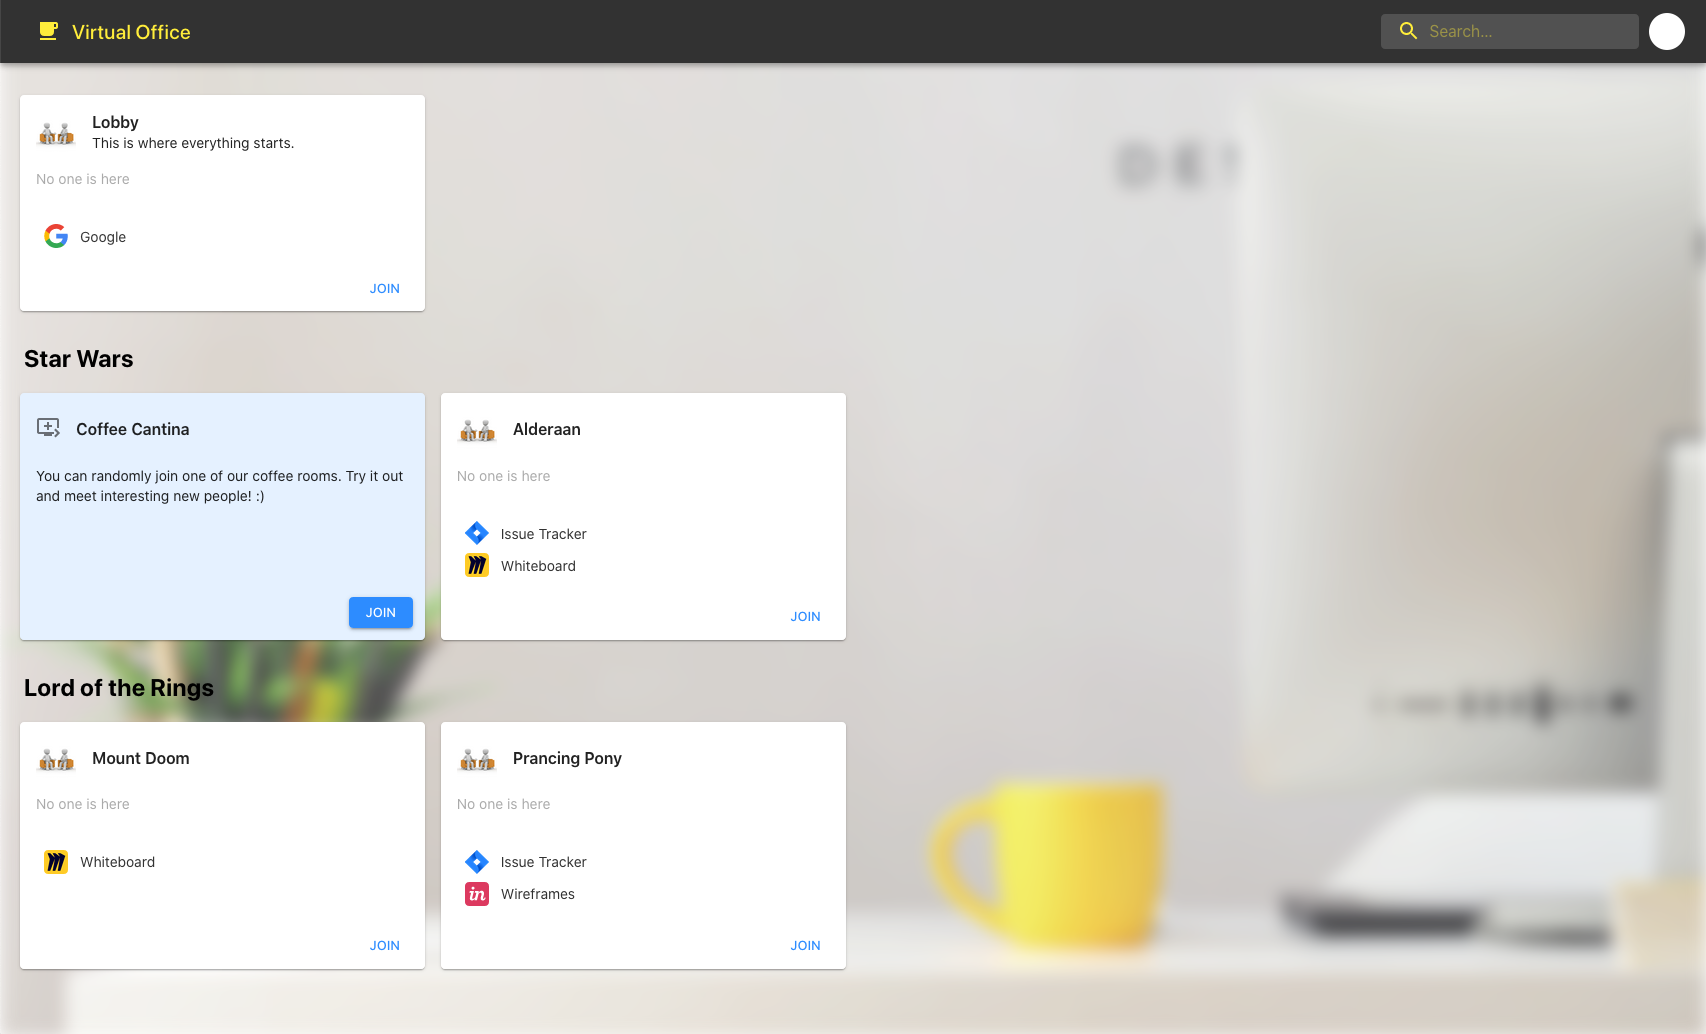 Virtual Office
Search...
Lobby
This is where everything starts.
No one is here
Google
JOIN
Star Wars
Coffee Cantina
You can randomly join one of our coffee rooms. Try it out
and meet interesting new people! :)
JOIN
Alderaan
No one is here
Issue Tracker
Whiteboard
JOIN
Lord of the Rings
Mount Doom
No one is here
Whiteboard
JOIN
Prancing Pony
No one is here
Issue Tracker
in Wireframes
JOIN